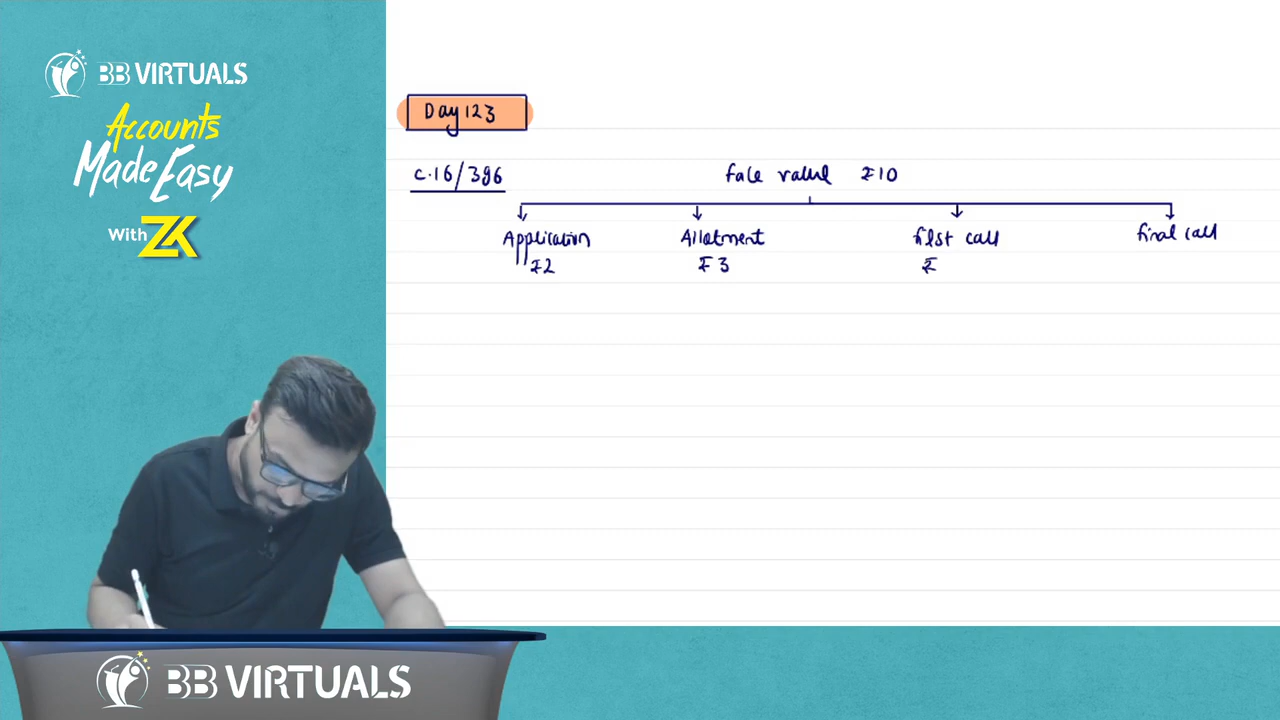 BB VIRTUALS
Accounts
Made Easy
With ZK
Day 123
c.16/396
face value ₹10
Application
₹2
Allotment
₹3
first call
₹
final call
BB VIRTUALS